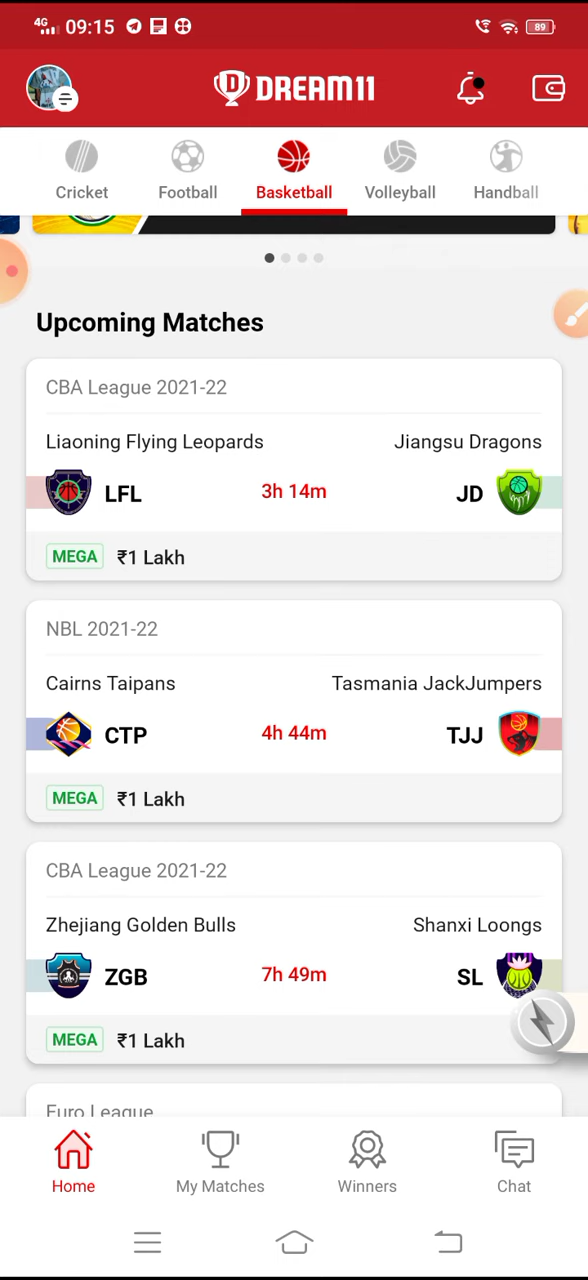 4G 09:15 89
DREAM11
Cricket Football Basketball Volleyball Handball
Upcoming Matches
CBA League 2021-22
Liaoning Flying Leopards Jiangsu Dragons
LFL 3h 14m JD
MEGA ₹1 Lakh
NBL 2021-22
Cairns Taipans Tasmania JackJumpers
CTP 4h 44m TJJ
MEGA ₹1 Lakh
CBA League 2021-22
Zhejiang Golden Bulls Shanxi Loongs
ZGB 7h 49m SL
MEGA ₹1 Lakh
Euro League
Home My Matches Winners Chat